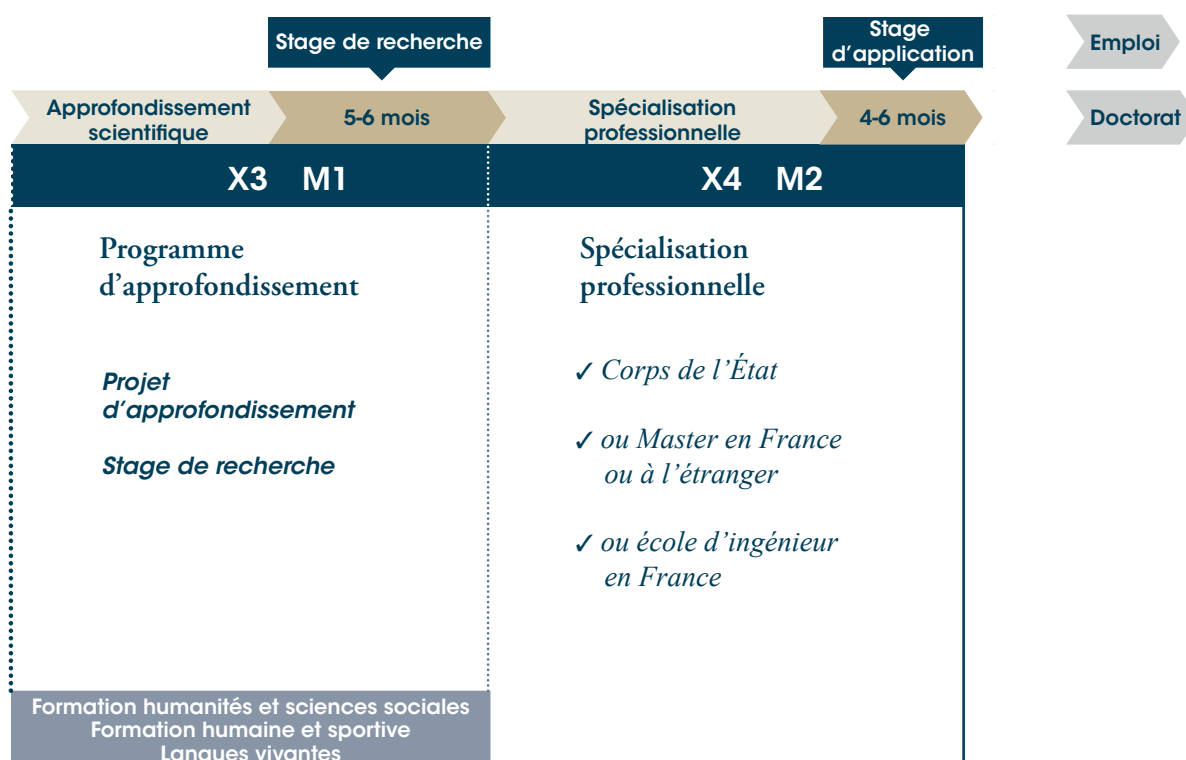 Stage de recherche
Stage
d'application
Emploi
Approfondissement
scientifique
5-6 mois
Spécialisation
professionnelle
4-6 mois
Doctorat
X3 M1
X4 M2
Programme
d'approfondissement
Projet
d'approfondissement
Stage de recherche
Spécialisation
professionnelle
✓ Corps de l'État
✓ ou Master en France
ou à l'étranger
✓ ou école d'ingénieur
en France
Formation humanités et sciences sociales
Formation humaine et sportive
Langues vivantes